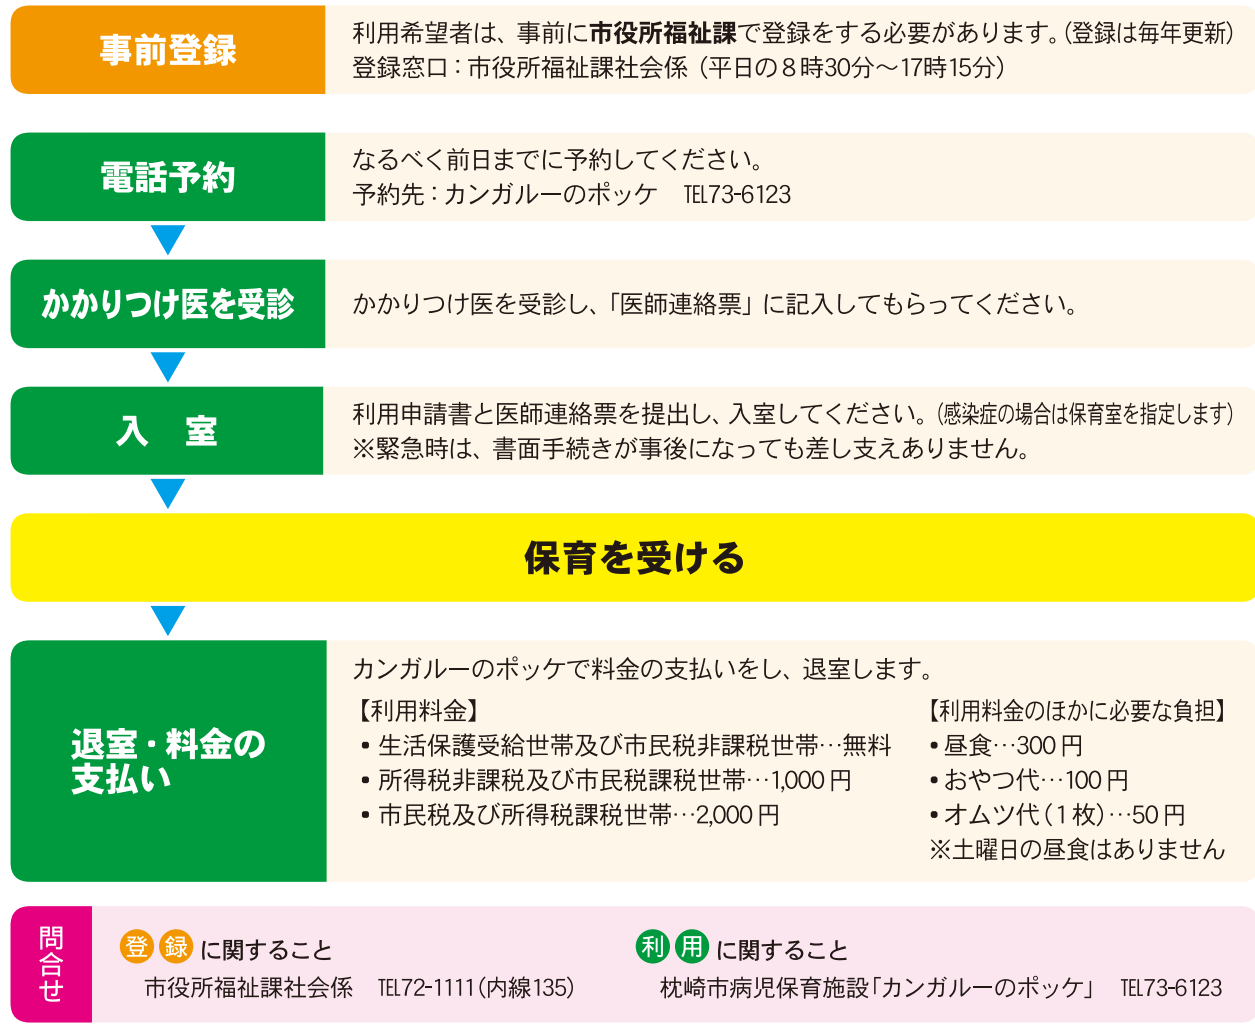 事前登録
利用希望者は、事前に市役所福祉課で登録をする必要があります。(登録は毎年更新)
登録窓口：市役所福祉課社会係（平日の８時30分～17時15分）
電話予約
なるべく前日までに予約してください。
予約先：カンガルーのポッケ　TEL73-6123
かかりつけ医を受診
かかりつけ医を受診し、「医師連絡票」に記入してもらってください。
入　室
利用申請書と医師連絡票を提出し、入室してください。(感染症の場合は保育室を指定します)
※緊急時は、書面手続きが事後になっても差し支えありません。
保育を受ける
退室・料金の
支払い
カンガルーのポッケで料金の支払いをし、退室します。
【利用料金】
• 生活保護受給世帯及び市民税非課税世帯…無料
• 所得税非課税及び市民税課税世帯…1,000円
• 市民税及び所得税課税世帯…2,000円
【利用料金のほかに必要な負担】
• 昼食…300円
• おやつ代…100円
• オムツ代（１枚）…50円
※土曜日の昼食はありません
問合せ
登録に関すること
市役所福祉課社会係　TEL72-1111(内線135)
利用に関すること
枕崎市病児保育施設「カンガルーのポッケ」　TEL73-6123